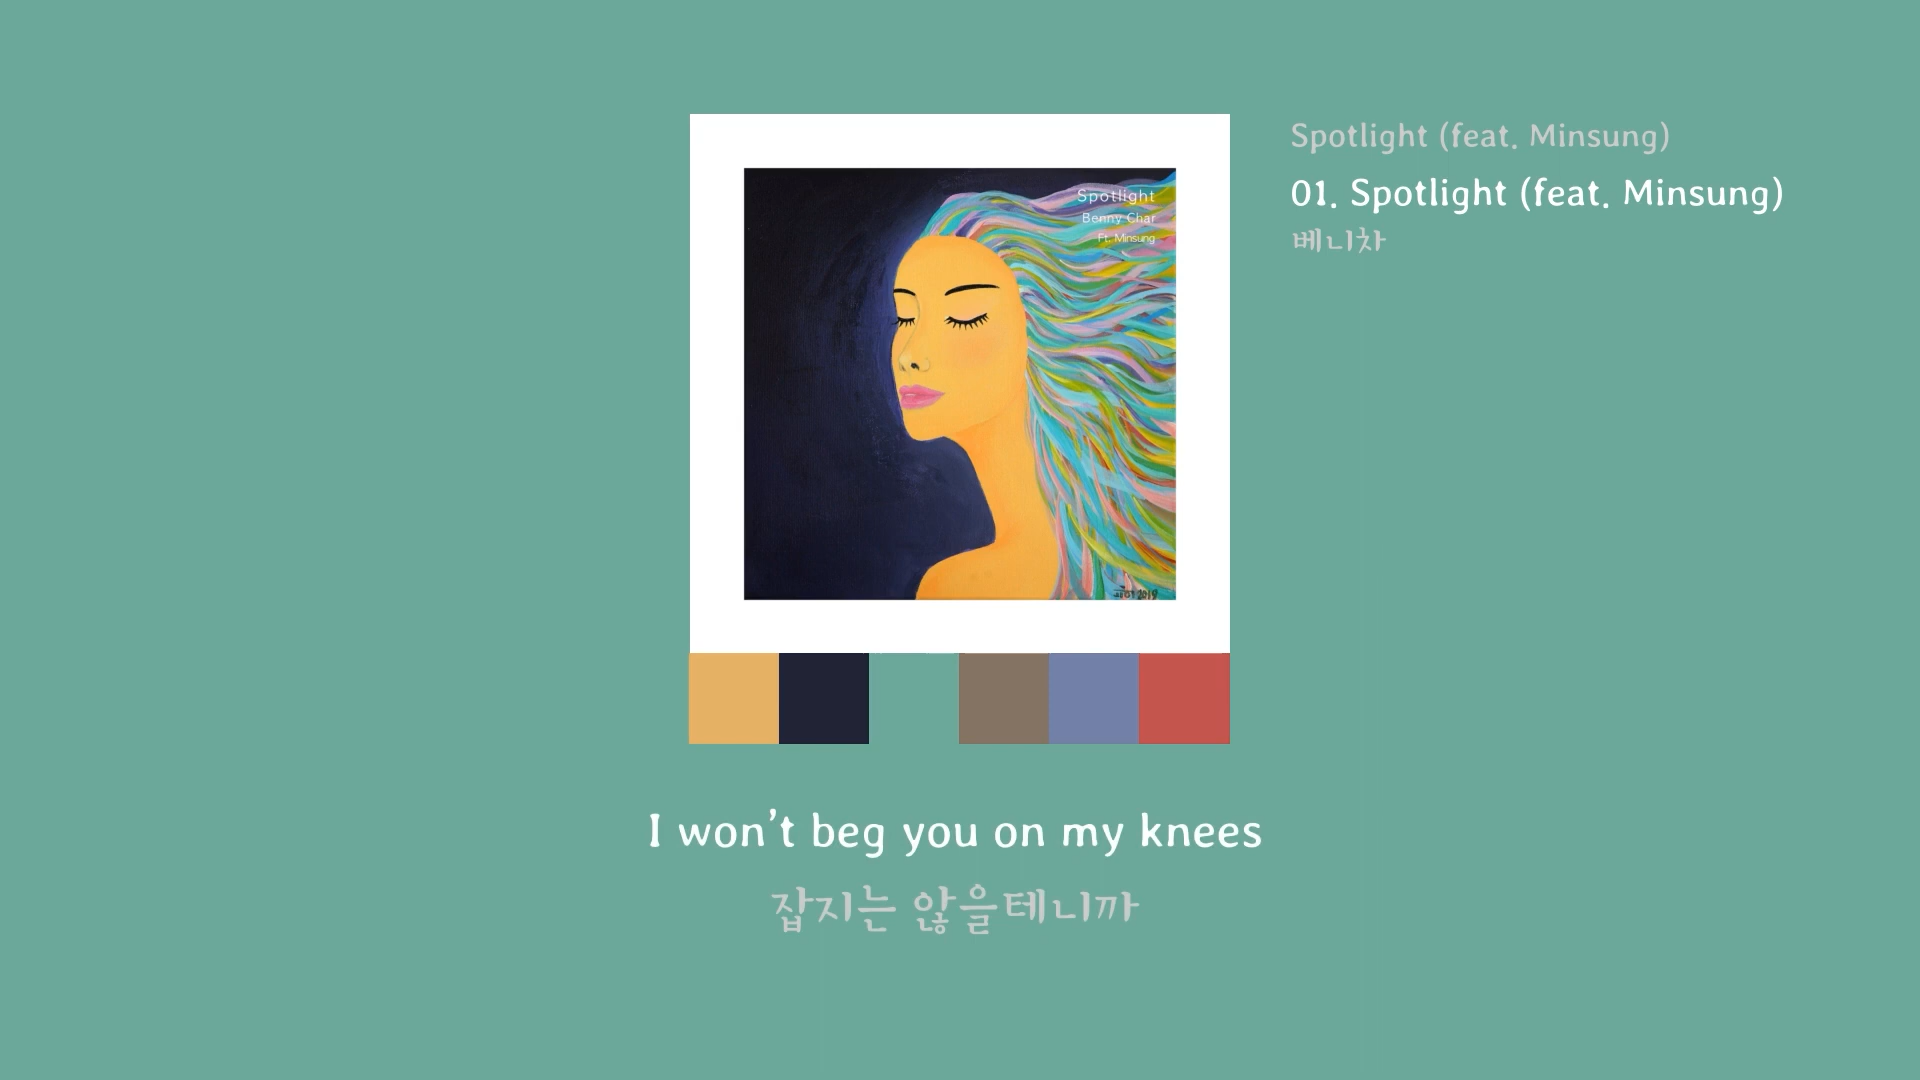 Spotlight (feat. Minsung)
01. Spotlight (feat. Minsung)
베니차
Spotlight
Benny Char
Ft. Minsung
2019
I won't beg you on my knees
잡지는 않을테니까